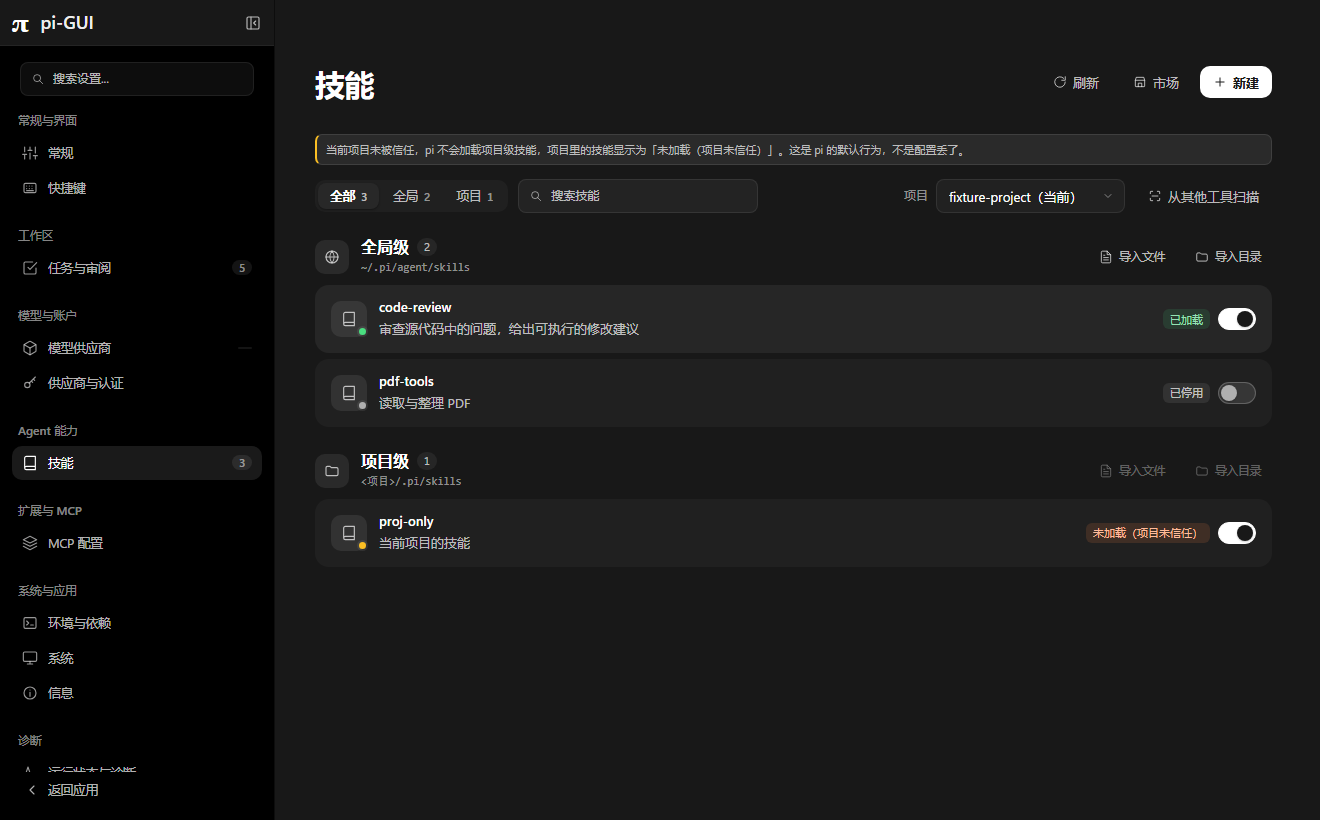 π pi-GUI
搜索设置...
常规与界面
常规
快捷键
工作区
任务与审阅 5
模型与账户
模型供应商
供应商与认证
Agent 能力
技能 3
扩展与 MCP
MCP 配置
系统与应用
环境与依赖
系统
信息
诊断
运行状态与诊断
返回应用
技能
刷新 市场 + 新建
当前项目未被信任，pi 不会加载项目级技能，项目里的技能显示为「未加载（项目未信任）」。这是 pi 的默认行为，不是配置丢了。
全部 3 全局 2 项目 1 搜索技能 项目 fixture-project（当前） 从其他工具扫描
全局级 2
~/.pi/agent/skills
导入文件 导入目录
code-review
审查源代码中的问题，给出可执行的修改建议
已加载
pdf-tools
读取与整理 PDF
已停用
项目级 1
<项目>/.pi/skills
导入文件 导入目录
proj-only
当前项目的技能
未加载（项目未信任）